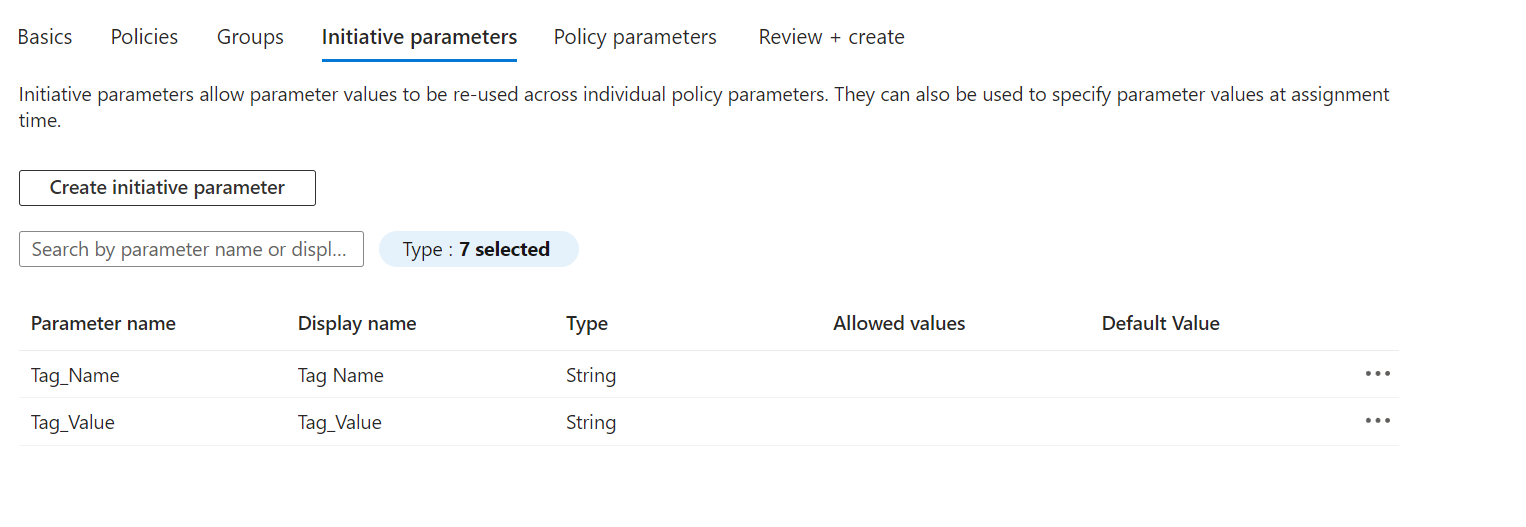 Basics Policies Groups Initiative parameters Policy parameters Review + create
Initiative parameters allow parameter values to be re-used across individual policy parameters. They can also be used to specify parameter values at assignment
time.
Create initiative parameter
Search by parameter name or displ... Type : 7 selected
Parameter name Display name Type Allowed values Default Value
Tag_Name Tag Name String
Tag_Value Tag_Value String